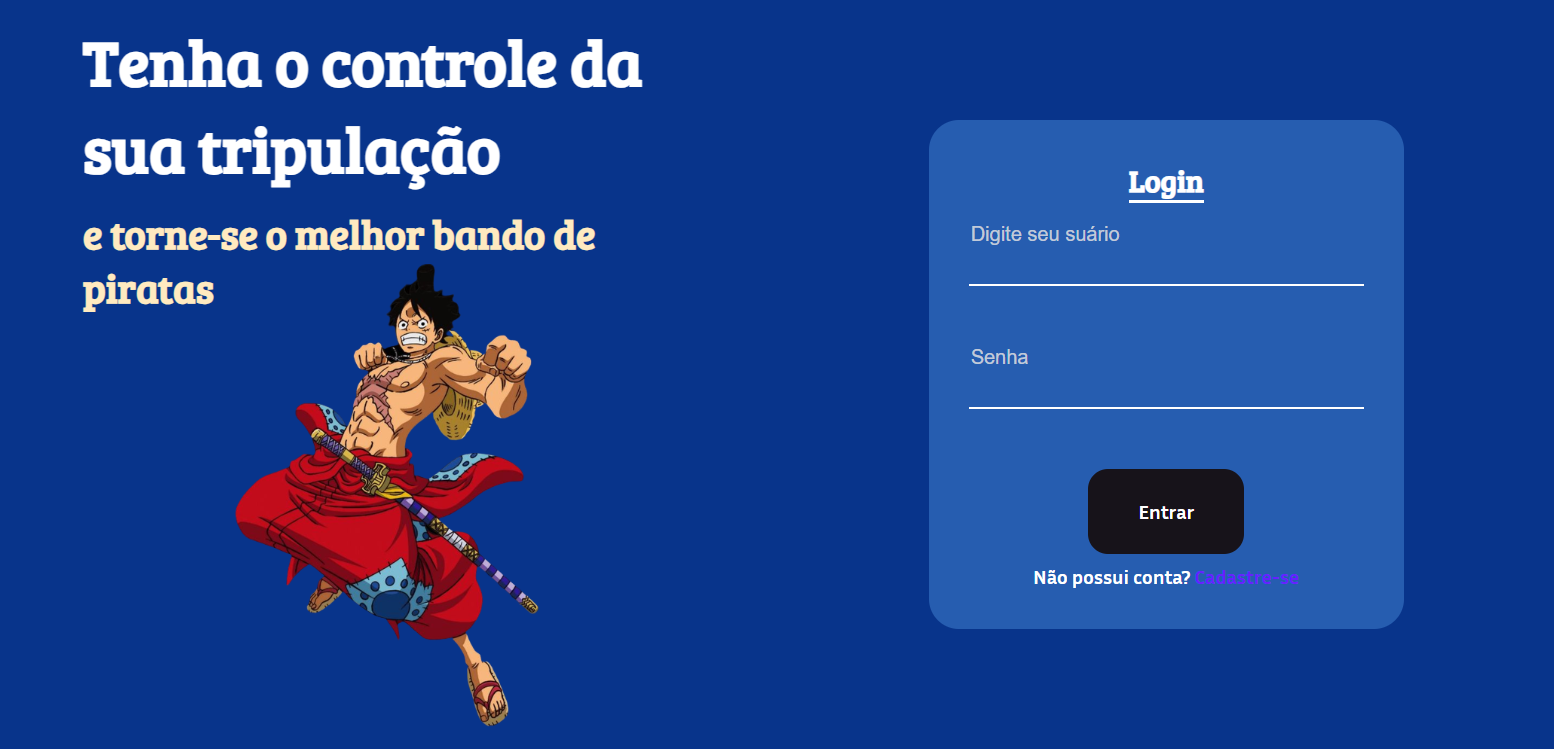 Tenha o controle da
sua tripulação
e torne-se o melhor bando de
piratas
Login
Digite seu suário
Senha
Entrar
Não possui conta? Cadastre-se